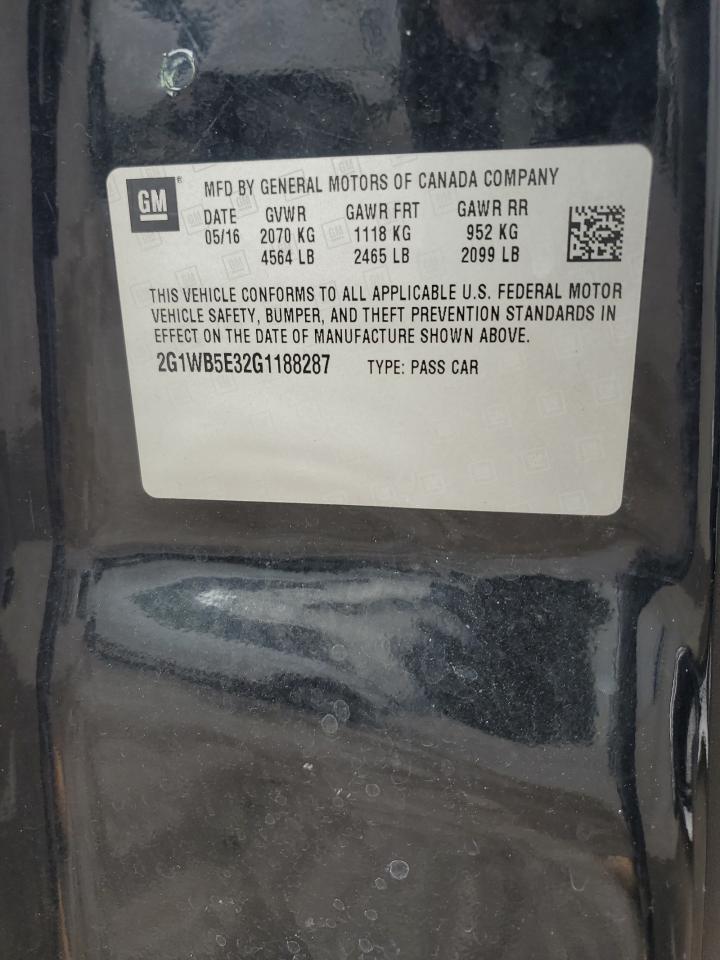 GM ® MFD BY GENERAL MOTORS OF CANADA COMPANY
DATE GVWR GAWR FRT GAWR RR
05/16 2070 KG 1118 KG 952 KG
4564 LB 2465 LB 2099 LB
THIS VEHICLE CONFORMS TO ALL APPLICABLE U.S. FEDERAL MOTOR
VEHICLE SAFETY, BUMPER, AND THEFT PREVENTION STANDARDS IN
EFFECT ON THE DATE OF MANUFACTURE SHOWN ABOVE.
2G1WB5E32G1188287 TYPE: PASS CAR